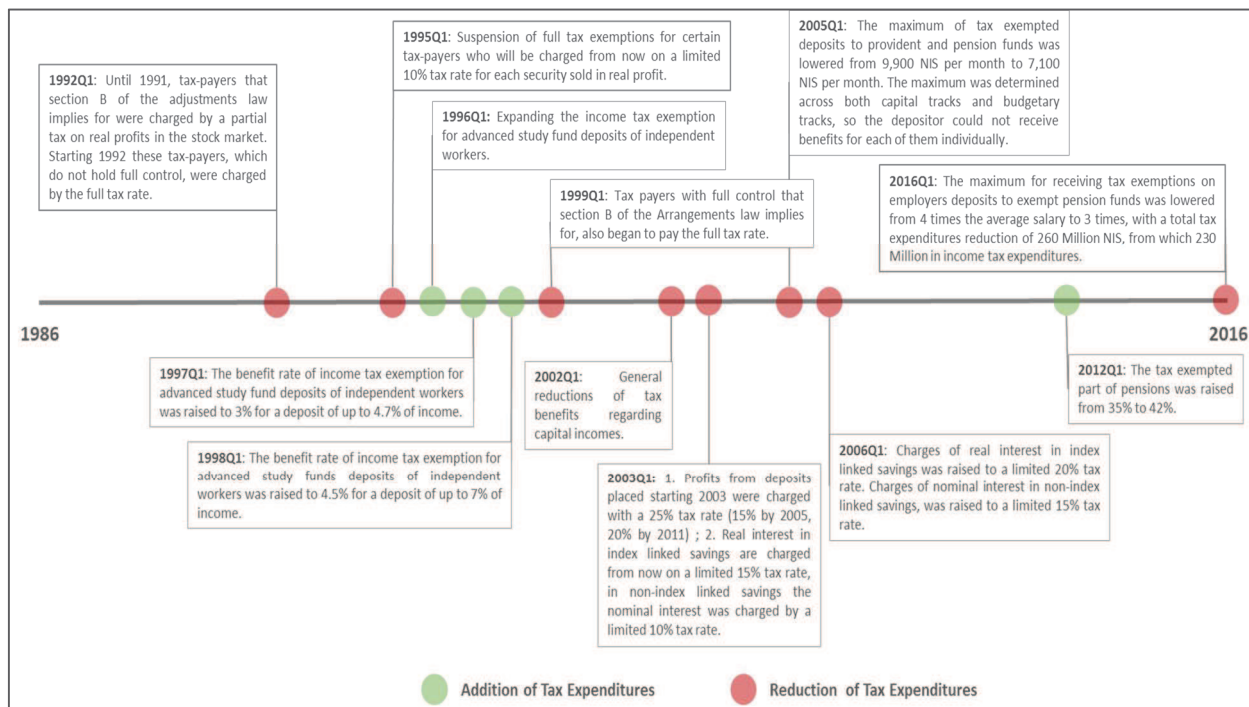 1992Q1: Until 1991, tax-payers that
section B of the adjustments law
implies for were charged by a partial
tax on real profits in the stock market.
Starting 1992 these tax-payers, which
do not hold full control, were charged
by the full tax rate.
1995Q1: Suspension of full tax exemptions for certain
tax-payers who will be charged from now on a limited
10% tax rate for each security sold in real profit.
1996Q1: Expanding the income tax exemption
for advanced study fund deposits of independent
workers.
1999Q1: Tax payers with full control that
section B of the Arrangements law implies
for, also began to pay the full tax rate.
2005Q1: The maximum of tax exempted
deposits to provident and pension funds was
lowered from 9,900 NIS per month to 7,100
NIS per month. The maximum was determined
across both capital tracks and budgetary
tracks, so the depositor could not receive
benefits for each of them individually.
2016Q1: The maximum for receiving tax exemptions on
employers deposits to exempt pension funds was lowered
from 4 times the average salary to 3 times, with a total tax
expenditures reduction of 260 Million NIS, from which 230
Million in income tax expenditures.
1986
2016
1997Q1: The benefit rate of income tax exemption for
advanced study fund deposits of independent workers
was raised to 3% for a deposit of up to 4.7% of income.
1998Q1: The benefit rate of income tax exemption for
advanced study funds deposits of independent
workers was raised to 4.5% for a deposit of up to 7% of
income.
2002Q1: General
reductions of tax
benefits regarding
capital incomes.
2003Q1: 1. Profits from deposits
placed starting 2003 were charged
with a 25% tax rate (15% by 2005,
20% by 2011) ; 2. Real interest in
index linked savings are charged
from now on a limited 15% tax rate,
in non-index linked savings the
nominal interest was charged by a
limited 10% tax rate.
2006Q1: Charges of real interest in index
linked savings was raised to a limited 20% tax
rate. Charges of nominal interest in non-index
linked savings, was raised to a limited 15% tax
rate.
2012Q1: The tax exempted
part of pensions was raised
from 35% to 42%.
Addition of Tax Expenditures
Reduction of Tax Expenditures